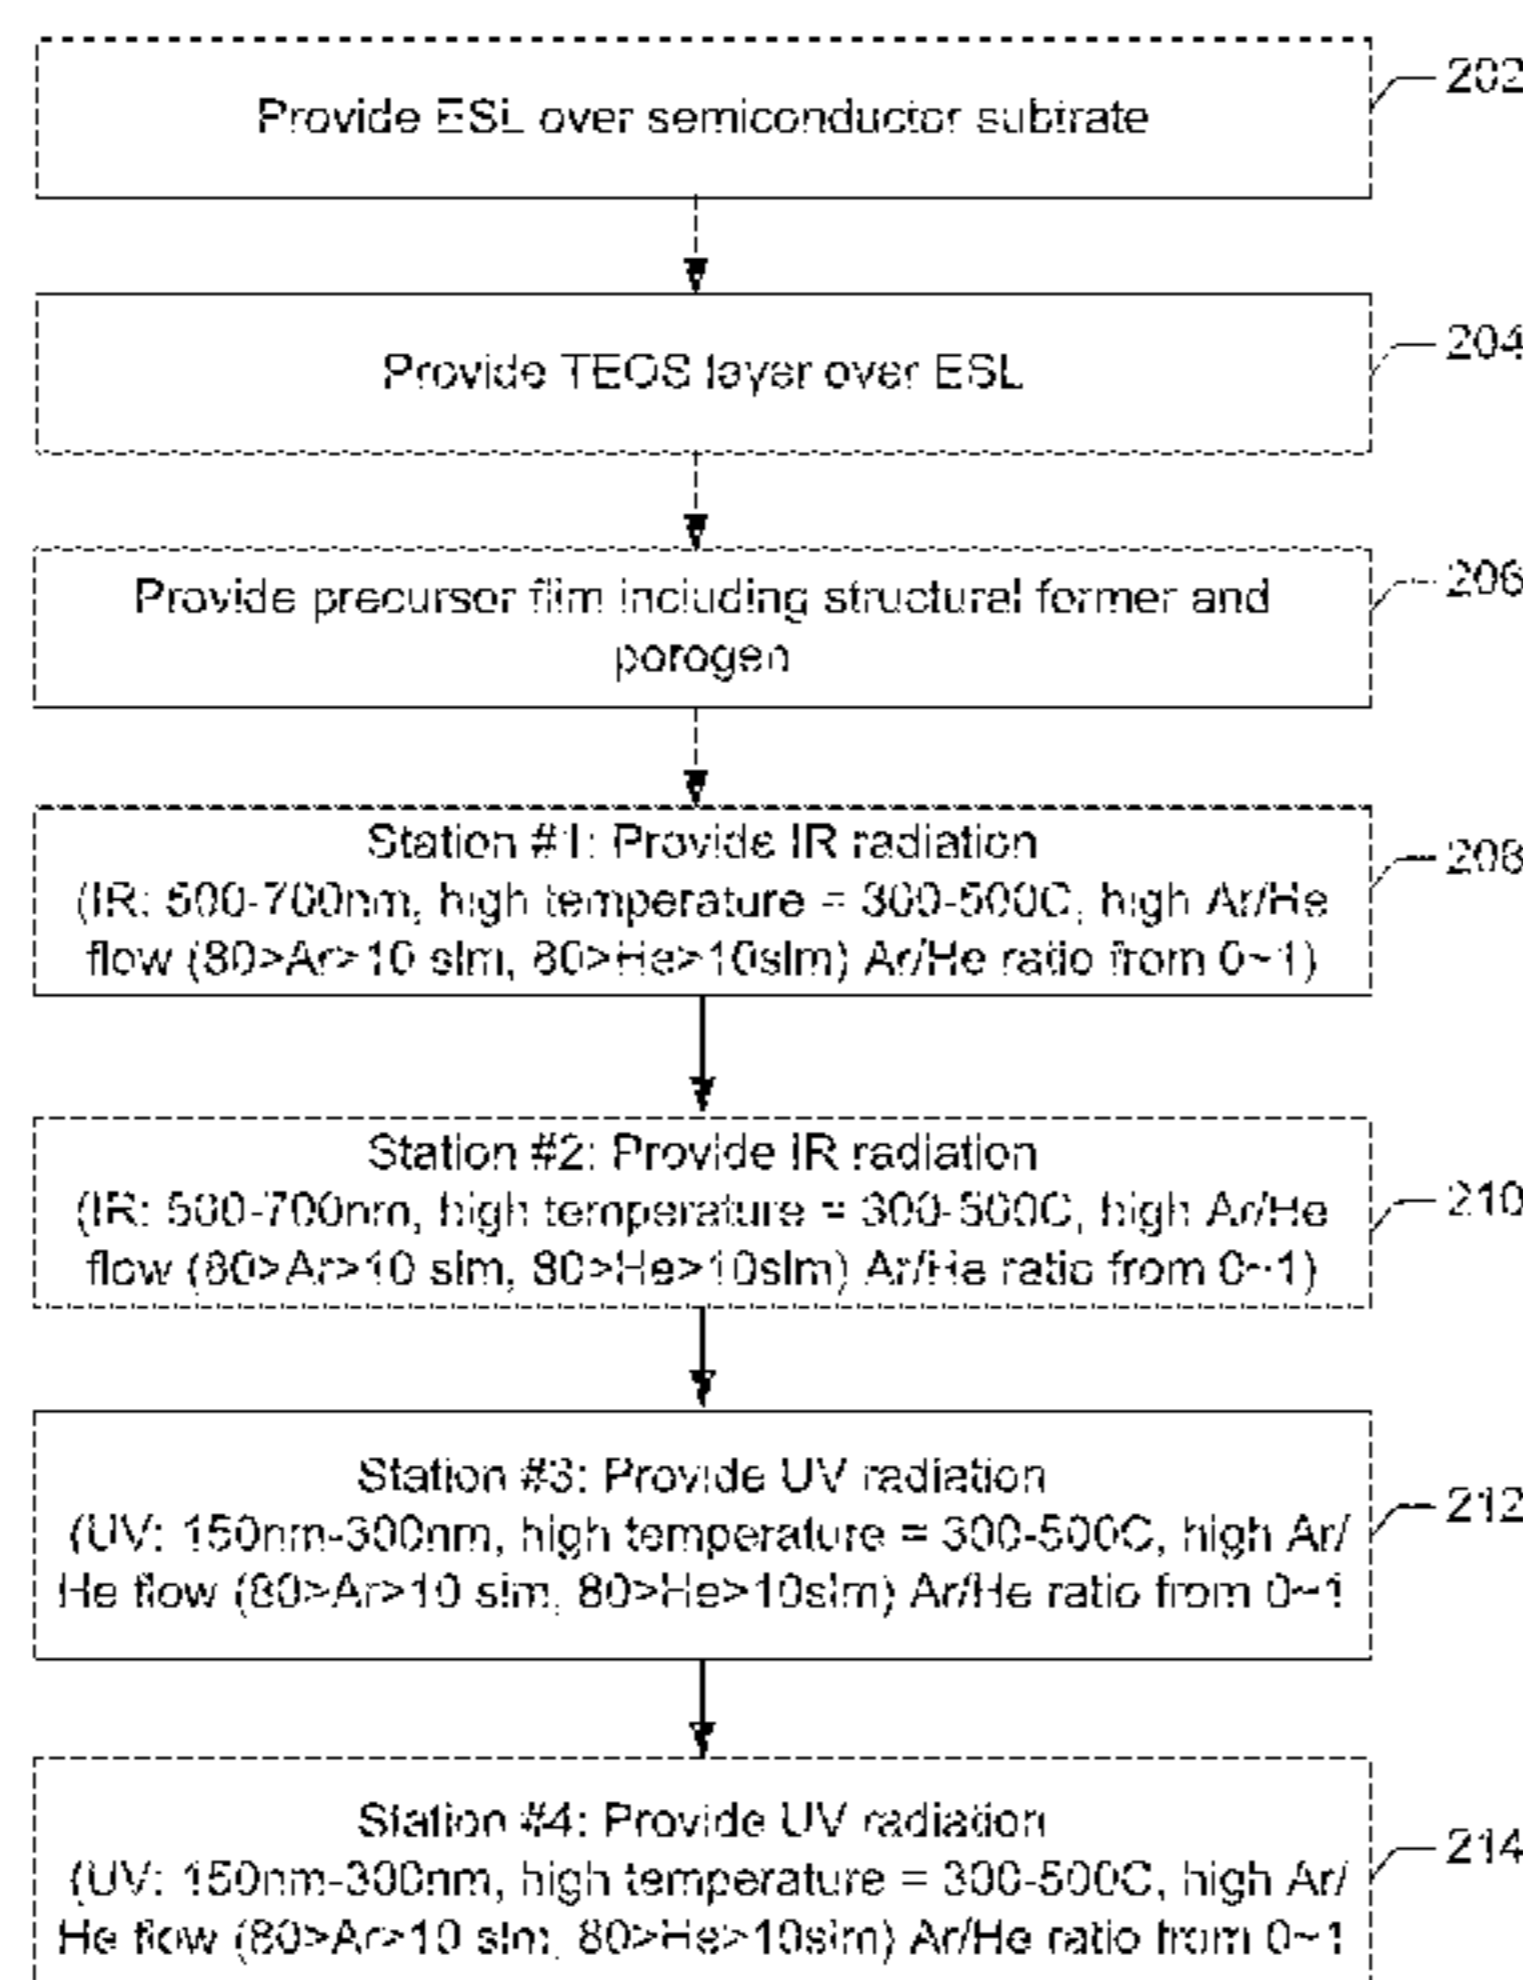 Provide ESL over semiconductor subtrate
202
Provide TEOS layer over ESL
204
Provide precursor film including structural former and
porogen
206
Station #1: Provide IR radiation
(IR: 500-700nm, high temperature = 300-500C, high Ar/He
flow (80>Ar>10 slm, 80>He>10slm) Ar/He ratio from 0~1)
208
Station #2: Provide IR radiation
(IR: 500-700nm, high temperature = 300-500C, high Ar/He
flow (80>Ar>10 slm, 80>He>10slm) Ar/He ratio from 0~1)
210
Station #3: Provide UV radiation
(UV: 150nm-300nm, high temperature = 300-500C, high Ar/
He flow (80>Ar>10 slm, 80>He>10slm) Ar/He ratio from 0~1
212
Station #4: Provide UV radiation
(UV: 150nm-300nm, high temperature = 300-500C, high Ar/
He flow (80>Ar>10 slm, 80>He>10slm) Ar/He ratio from 0~1
214